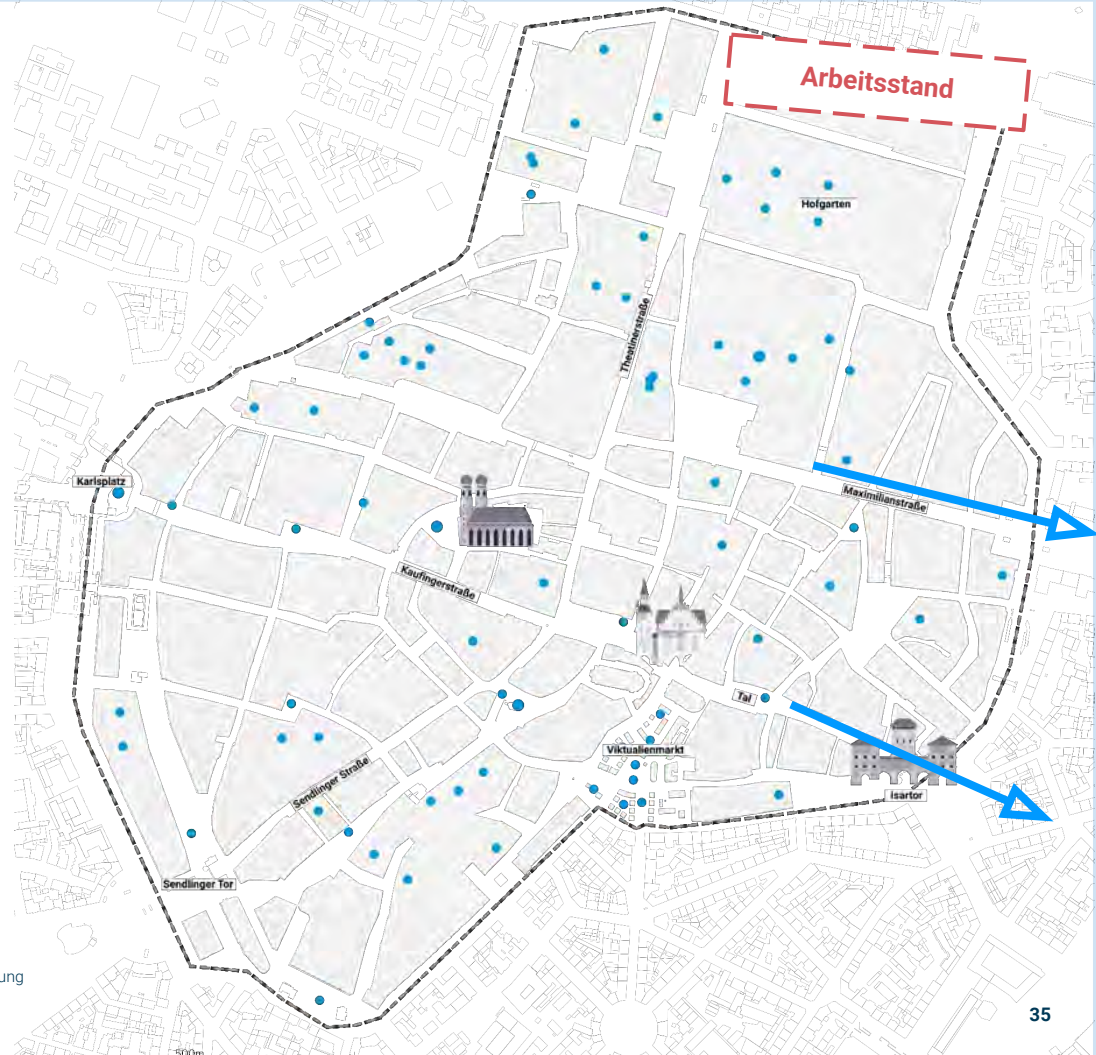 Arbeitsstand
Hofgarten
Theatinerstraße
Karlsplatz
Maximilianstraße
Kaufingerstraße
Tal
Viktualienmarkt
Sendlinger Straße
Isartor
Sendlinger Tor
ung
35
500m